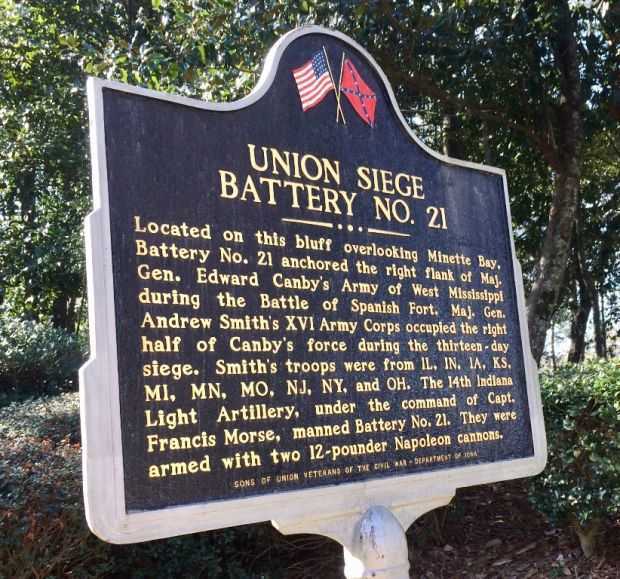 UNION SIEGE
BATTERY NO. 21
Located on this bluff overlooking Minette Bay,
Battery No. 21 anchored the right flank of Maj.
Gen. Edward Canby's Army of West Mississippi
during the Battle of Spanish Fort. Maj. Gen.
Andrew Smith's XVI Army Corps occupied the right
half of Canby's force during the thirteen-day
siege. Smith's troops were from IL, IN, IA, KS,
MI, MN, MO, NJ, NY, and OH. The 14th Indiana
Light Artillery, under the command of Capt.
Francis Morse, manned Battery No. 21. They were
armed with two 12-pounder Napoleon cannons.
SONS OF UNION VETERANS OF THE CIVIL WAR - DEPARTMENT OF IOWA